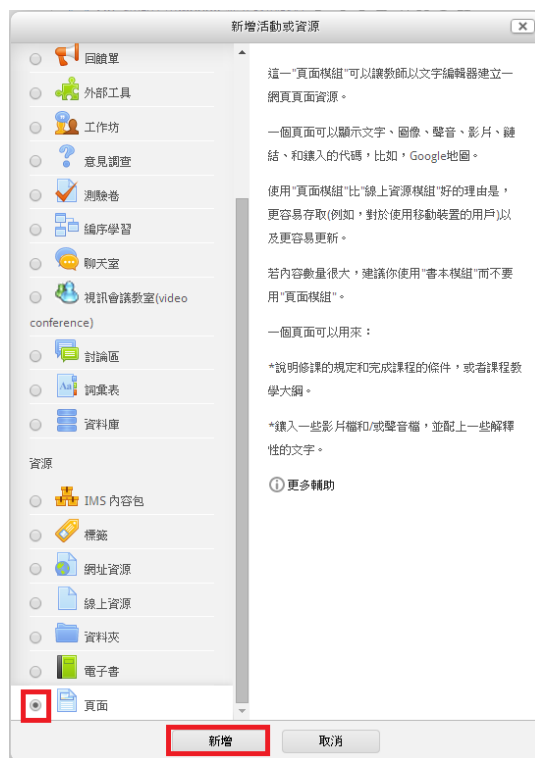 新增活動或資源
回饋單
外部工具
工作坊
意見調查
測驗卷
編序學習
聊天室
視訊會議教室(video
conference)
討論區
詞彙表
資料庫
資源
IMS 內容包
標籤
網址資源
線上資源
資料夾
電子書
頁面
這一"頁面模組"可以讓教師以文字編輯器建立一
網頁頁面資源。
一個頁面可以顯示文字、圖像、聲音、影片、鏈
結、和鑲入的代碼，比如，Google地圖。
使用"頁面模組"比"線上資源模組"好的理由是，
更容易存取(例如，對於使用移動裝置的用戶)以
及更容易更新。
若內容數量很大，建議你使用"書本模組"而不要
用"頁面模組"。
一個頁面可以用來：
*說明修課的規定和完成課程的條件，或者課程教
學大綱。
*鑲入一些影片檔和/或聲音檔，並配上一些解釋
性的文字。
更多輔助
新增
取消